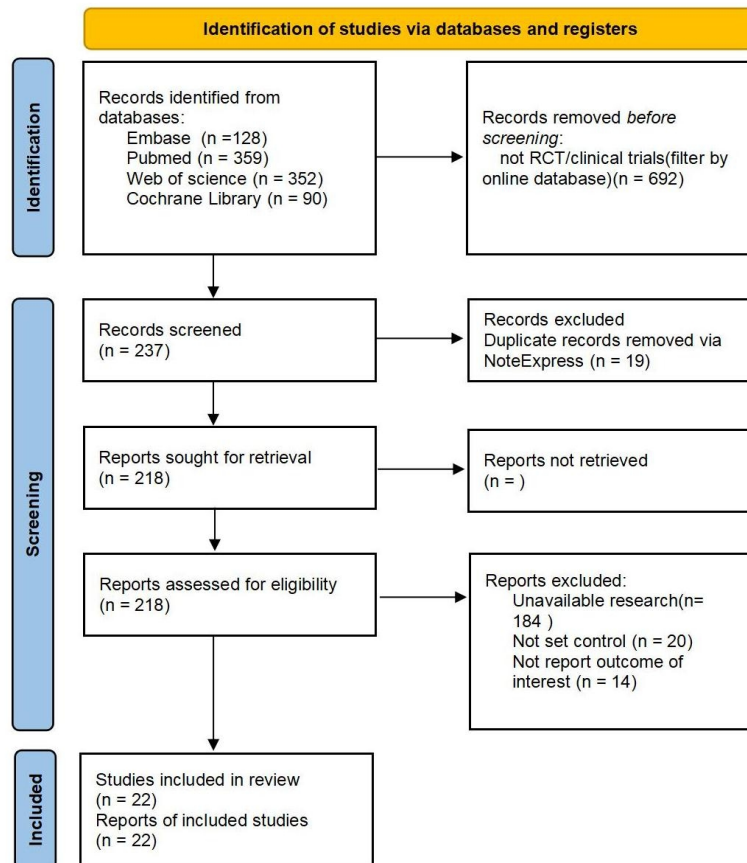 Identification of studies via databases and registers
Identification
Records identified from
databases:
Embase (n =128)
Pubmed (n = 359)
Web of science (n = 352)
Cochrane Library (n = 90)
Records removed before
screening:
not RCT/clinical trials(filter by
online database)(n = 692)
Screening
Records screened
(n = 237)
Records excluded
Duplicate records removed via
NoteExpress (n = 19)
Reports sought for retrieval
(n = 218)
Reports not retrieved
(n = )
Reports assessed for eligibility
(n = 218)
Reports excluded:
Unavailable research(n=
184 )
Not set control (n = 20)
Not report outcome of
interest (n = 14)
Included
Studies included in review
(n = 22)
Reports of included studies
(n = 22)